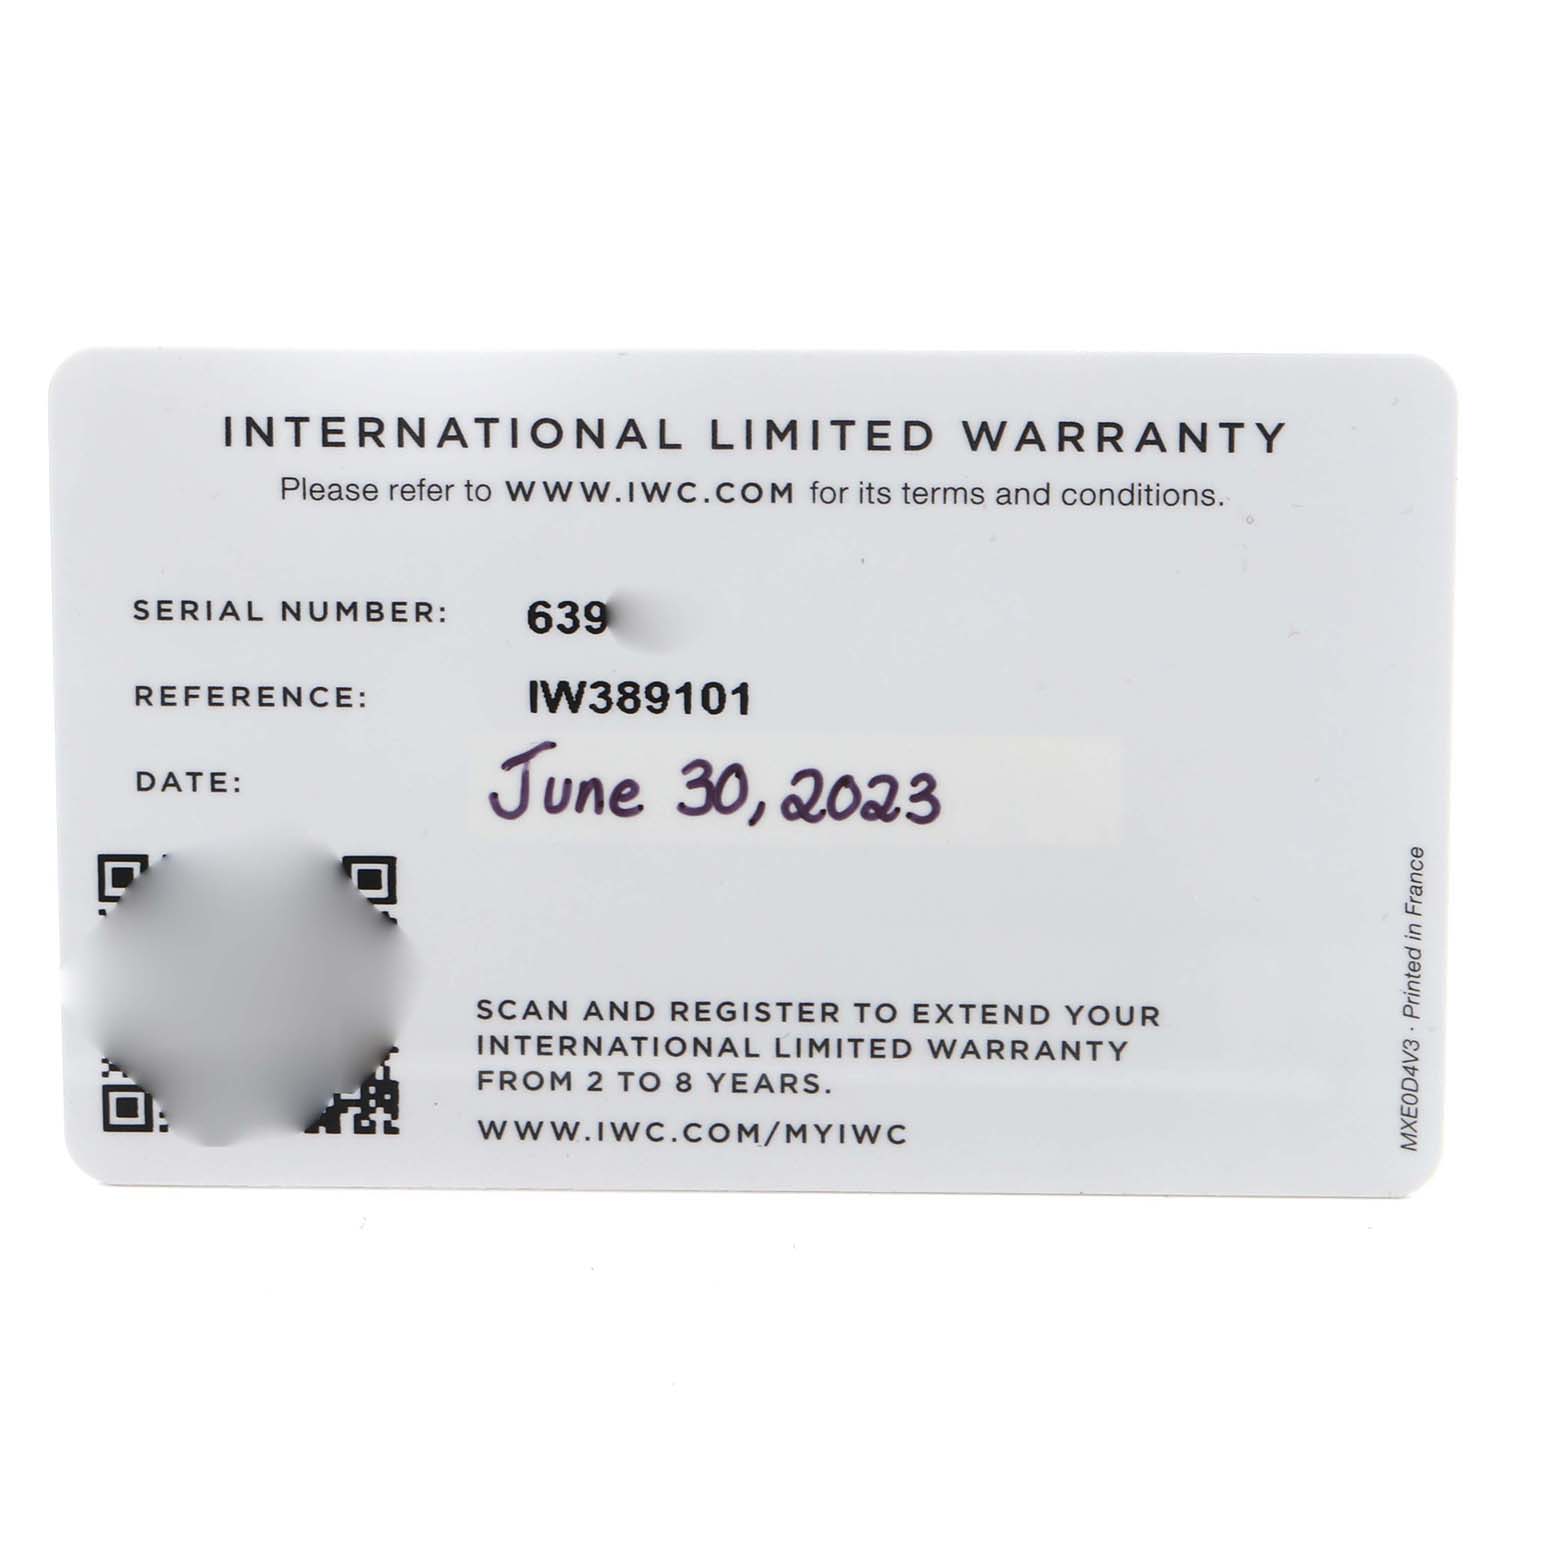 INTERNATIONAL LIMITED WARRANTY
Please refer to WWW.IWC.COM for its terms and conditions.
SERIAL NUMBER: 639
REFERENCE: IW389101
DATE: June 30, 2023
SCAN AND REGISTER TO EXTEND YOUR
INTERNATIONAL LIMITED WARRANTY
FROM 2 TO 8 YEARS.
WWW.IWC.COM/MYIWC
MXE0D4V3 · Printed in France